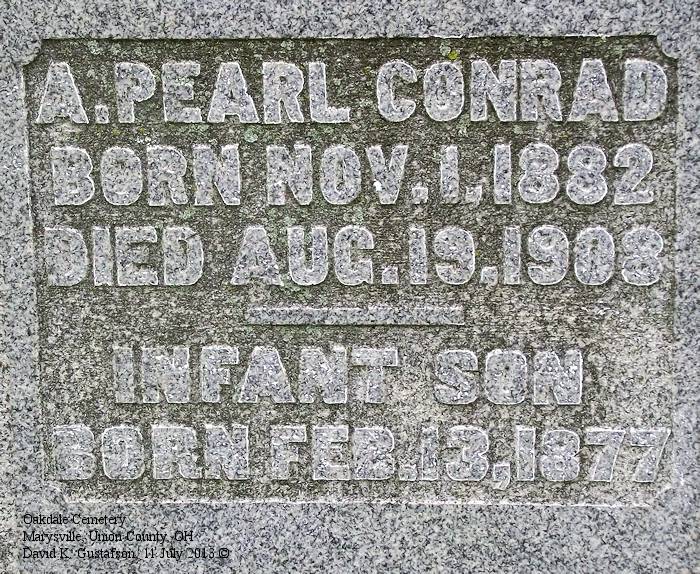 A. PEARL CONRAD
BORN NOV. 1, 1882
DIED AUG. 19, 1908
INFANT SON
BORN FEB. 13, 1877
Oakdale Cemetery
Marysville, Union County, OH
David K. Gustafson, 11 July 2013 ©